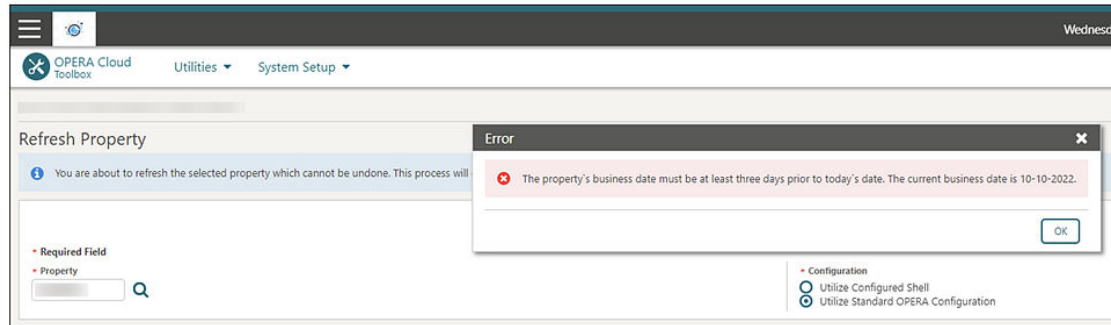 Wednesd
OPERA Cloud
Toolbox
Utilities
System Setup
Refresh Property
Error
You are about to refresh the selected property which cannot be undone. This process will
The property`s business date must be at least three days prior to today`s date. The current business date is 10-10-2022.
OK
* Required Field
* Property
* Configuration
Utilize Configured Shell
Utilize Standard OPERA Configuration